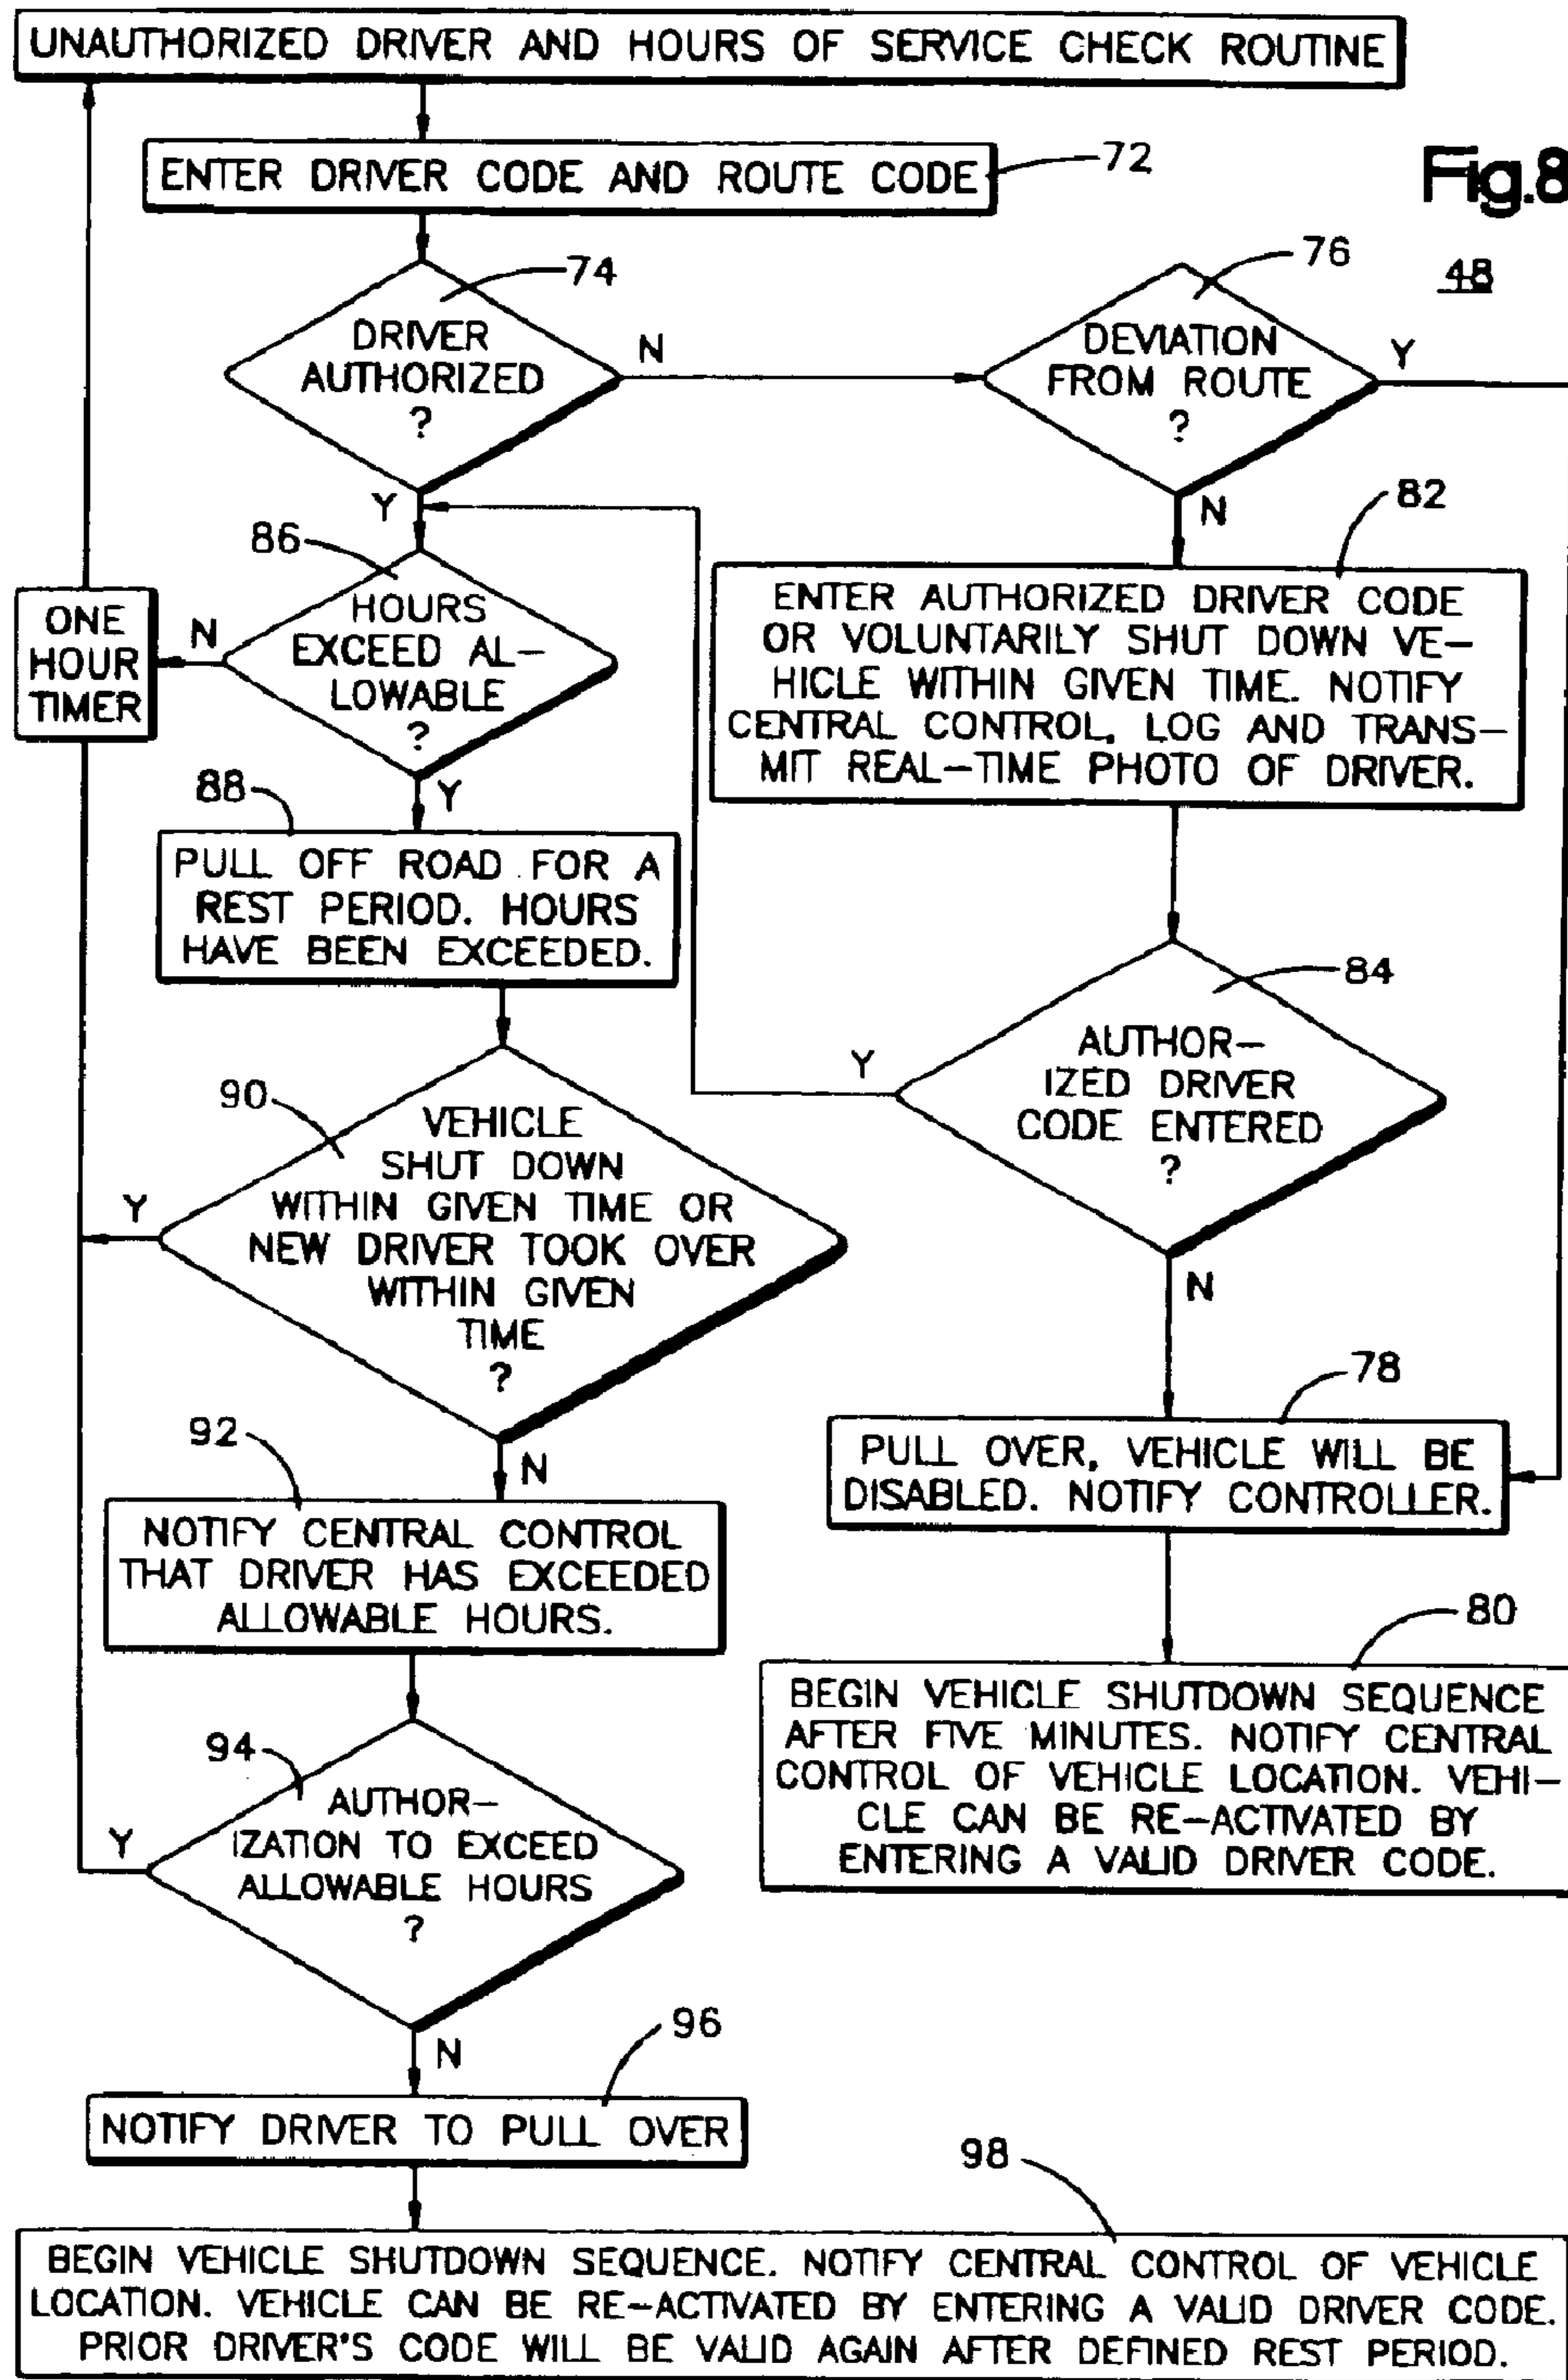 UNAUTHORIZED DRIVER AND HOURS OF SERVICE CHECK ROUTINE
ENTER DRIVER CODE AND ROUTE CODE
72
Fig.8
48
74
DRIVER
AUTHORIZED
?
N
Y
76
DEVIATION
FROM ROUTE
?
Y
N
82
ENTER AUTHORIZED DRIVER CODE
OR VOLUNTARILY SHUT DOWN VE-
HICLE WITHIN GIVEN TIME. NOTIFY
CENTRAL CONTROL, LOG AND TRANS-
MIT REAL-TIME PHOTO OF DRIVER.
86
HOURS
EXCEED AL-
LOWABLE
?
N
Y
ONE
HOUR
TIMER
88
PULL OFF ROAD FOR A
REST PERIOD. HOURS
HAVE BEEN EXCEEDED.
84
AUTHOR-
IZED DRIVER
CODE ENTERED
?
Y
N
90
VEHICLE
SHUT DOWN
WITHIN GIVEN TIME OR
NEW DRIVER TOOK OVER
WITHIN GIVEN
TIME
?
Y
N
78
PULL OVER, VEHICLE WILL BE
DISABLED. NOTIFY CONTROLLER.
92
NOTIFY CENTRAL CONTROL
THAT DRIVER HAS EXCEEDED
ALLOWABLE HOURS.
80
BEGIN VEHICLE SHUTDOWN SEQUENCE
AFTER FIVE MINUTES. NOTIFY CENTRAL
CONTROL OF VEHICLE LOCATION. VEHI-
CLE CAN BE RE-ACTIVATED BY
ENTERING A VALID DRIVER CODE.
94
AUTHOR-
IZATION TO EXCEED
ALLOWABLE HOURS
?
Y
N
96
NOTIFY DRIVER TO PULL OVER
98
BEGIN VEHICLE SHUTDOWN SEQUENCE. NOTIFY CENTRAL CONTROL OF VEHICLE
LOCATION. VEHICLE CAN BE RE-ACTIVATED BY ENTERING A VALID DRIVER CODE.
PRIOR DRIVER'S CODE WILL BE VALID AGAIN AFTER DEFINED REST PERIOD.